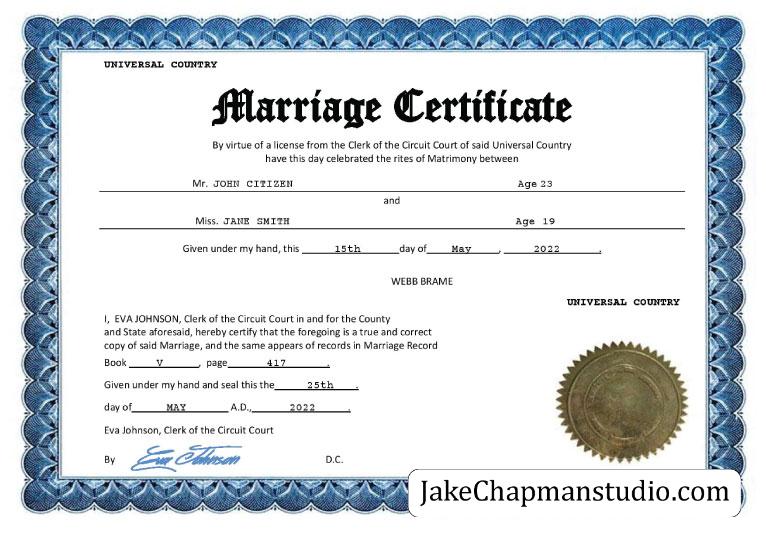 UNIVERSAL COUNTRY
Marriage Certificate
By virtue of a license from the Clerk of the Circuit Court of said Universal Country
have this day celebrated the rites of Matrimony between
Mr. JOHN CITIZEN Age 23
and
Miss. JANE SMITH Age 19
Given under my hand, this 15th day of May, 2022.
WEBB BRAME
UNIVERSAL COUNTRY
I, EVA JOHNSON, Clerk of the Circuit Court in and for the County
and State aforesaid, hereby certify that the foregoing is a true and correct
copy of said Marriage, and the same appears of records in Marriage Record
Book V, page 417.
Given under my hand and seal this the 25th.
day of MAY A.D., 2022.
Eva Johnson, Clerk of the Circuit Court
By Eva Johnson D.C.
JakeChapmanstudio.com